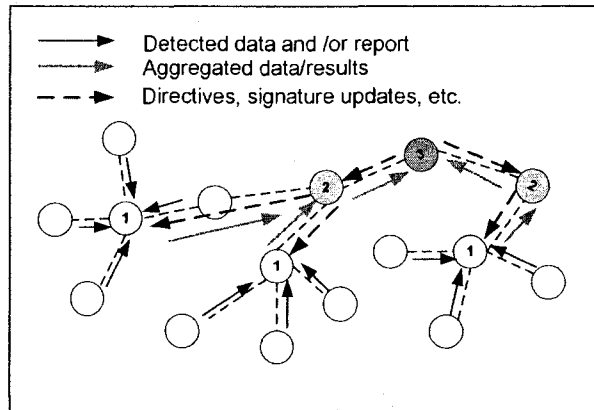 Detected data and /or report
Aggregated data/results
Directives, signature updates, etc.
3
2
2
1
1
1